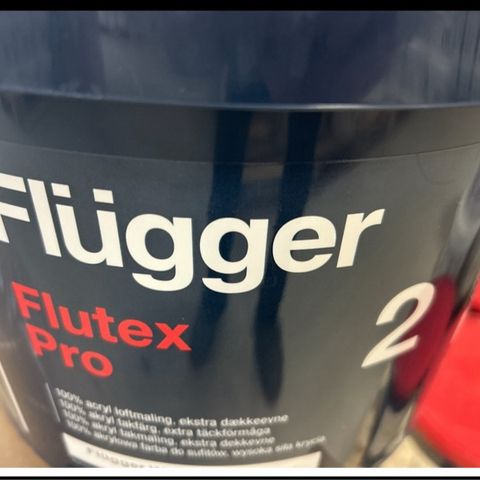 Flügger
Flutex
Pro
2
100% acryl loftmaling, ekstra dækkeevne
100% akryl takfärg, extra täckförmåga
100% akryl takmaling, ekstra dekkevne
100% akrylowa farba do sufitów, wysoka siła krycia
Flügger